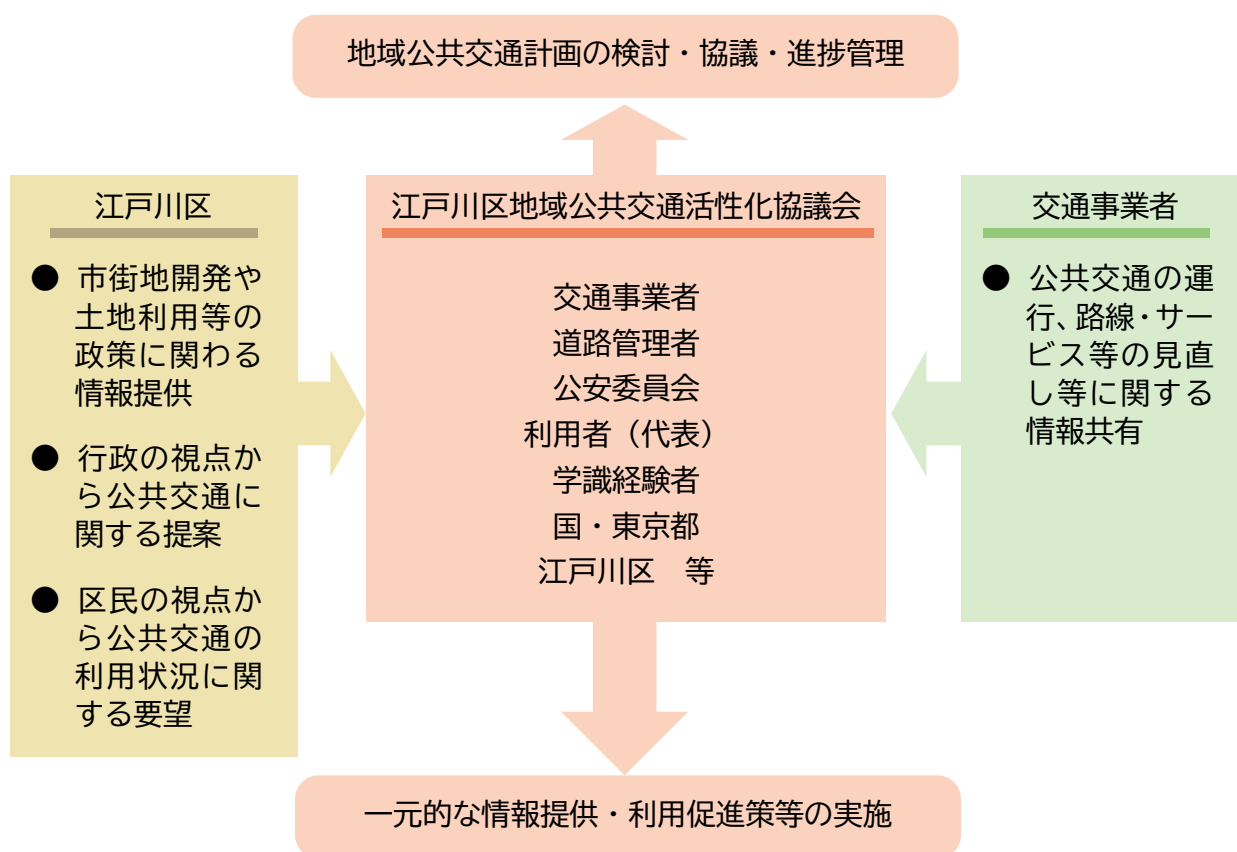 地域公共交通計画の検討・協議・進捗管理
江戸川区
● 市街地開発や
土地利用等の
政策に関わる
情報提供
● 行政の視点か
ら公共交通に
関する提案
● 区民の視点か
ら公共交通の
利用状況に関
する要望
江戸川区地域公共交通活性化協議会
交通事業者
道路管理者
公安委員会
利用者（代表）
学識経験者
国・東京都
江戸川区　等
交通事業者
● 公共交通の運
行、路線・サー
ビス等の見直
し等に関する
情報共有
一元的な情報提供・利用促進策等の実施